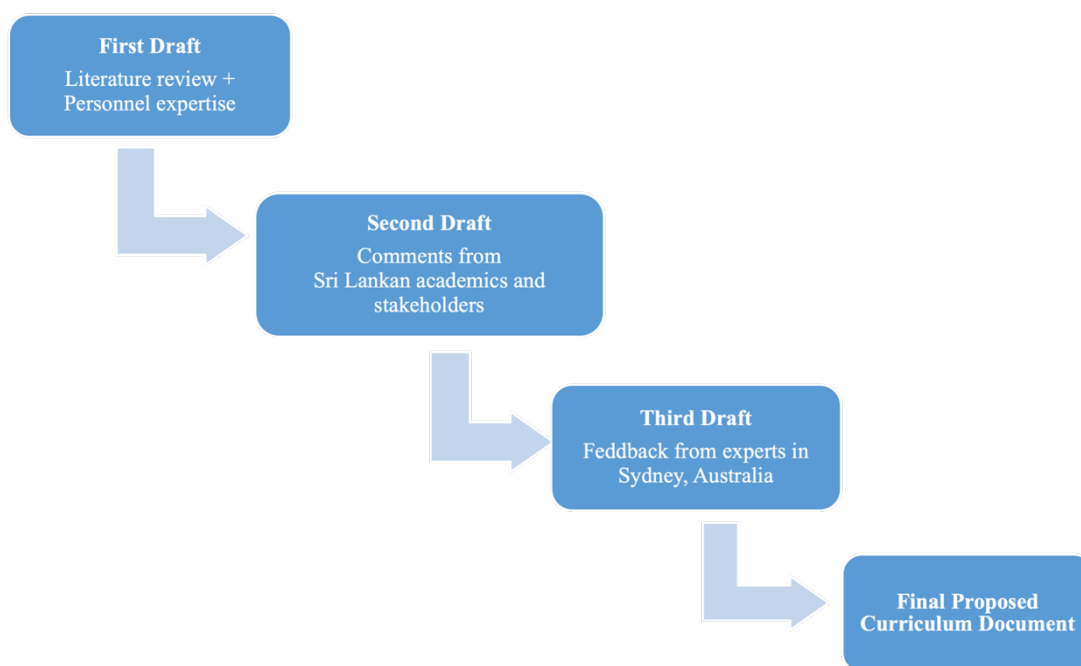 First Draft
Literature review +
Personnel expertise
Second Draft
Comments from
Sri Lankan academics and
stakeholders
Third Draft
Feddback from experts in
Sydney, Australia
Final Proposed
Curriculum Document